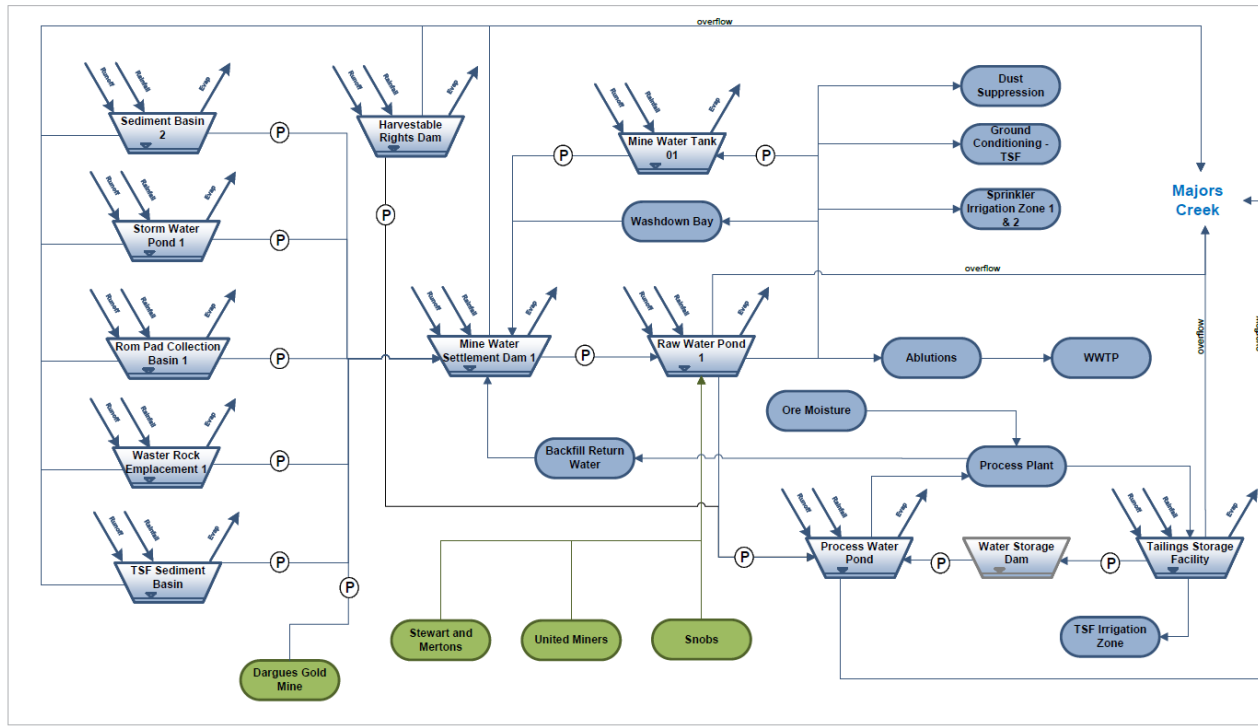 overflow
Runoff
Rainfall
Evap
Sediment Basin
2
P
Runoff
Rainfall
Evap
Harvestable
Rights Dam
Runoff
Rainfall
Evap
Mine Water Tank
01
P
P
Dust
Suppression
Ground
Conditioning -
TSF
Sprinkler
Irrigation Zone 1
& 2
Majors
Creek
Runoff
Rainfall
Evap
Storm Water
Pond 1
P
P
Washdown Bay
overflow
Runoff
Rainfall
Evap
Rom Pad Collection
Basin 1
P
Runoff
Rainfall
Evap
Mine Water
Settlement Dam 1
P
Runoff
Rainfall
Evap
Raw Water Pond
1
Ablutions
WWTP
overflow
overflow
Ore Moisture
Runoff
Rainfall
Evap
Waster Rock
Emplacement 1
P
Backfill Return
Water
Process Plant
Runoff
Rainfall
Evap
TSF Sediment
Basin
P
P
P
Runoff
Rainfall
Evap
Process Water
Pond
P
Water Storage
Dam
P
Runoff
Rainfall
Evap
Tailings Storage
Facility
Stewart and
Mertons
United Miners
Snobs
TSF Irrigation
Zone
Dargues Gold
Mine